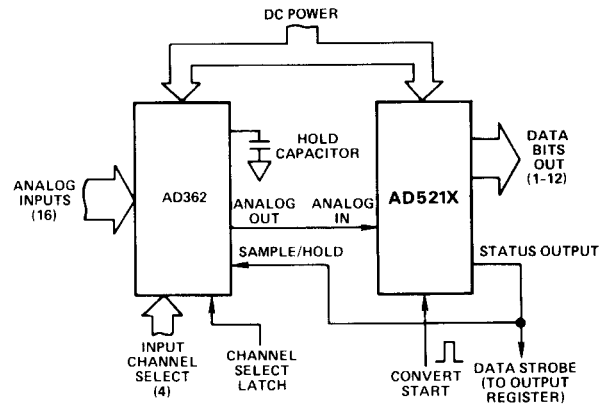 DC POWER
HOLD
CAPACITOR
DATA
BITS
OUT
(1-12)
ANALOG
INPUTS
(16)
AD362
ANALOG
OUT
ANALOG
IN
AD521X
SAMPLE/HOLD
STATUS OUTPUT
INPUT
CHANNEL
SELECT
(4)
CHANNEL
SELECT
LATCH
CONVERT
START
DATA STROBE
(TO OUTPUT
REGISTER)